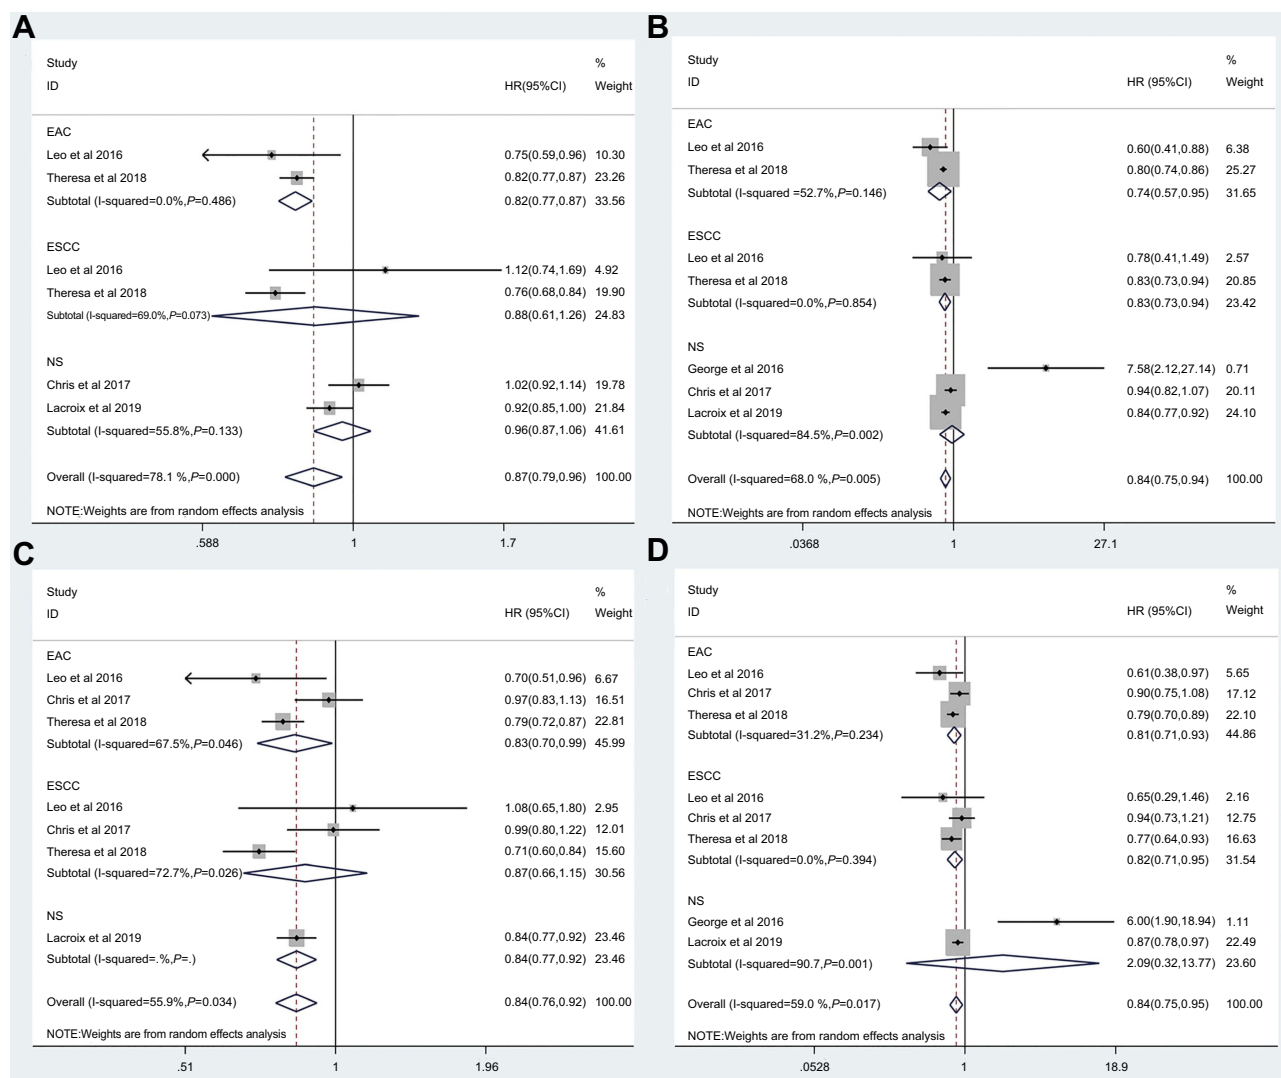 A
Study %
ID HR(95%CI) Weight
EAC
Leo et al 2016 0.75(0.59,0.96) 10.30
Theresa et al 2018 0.82(0.77,0.87) 23.26
Subtotal (I-squared=0.0%,P=0.486) 0.82(0.77,0.87) 33.56
ESCC
Leo et al 2016 1.12(0.74,1.69) 4.92
Theresa et al 2018 0.76(0.68,0.84) 19.90
Subtotal (I-squared=69.0%,P=0.073) 0.88(0.61,1.26) 24.83
NS
Chris et al 2017 1.02(0.92,1.14) 19.78
Lacroix et al 2019 0.92(0.85,1.00) 21.84
Subtotal (I-squared=55.8%,P=0.133) 0.96(0.87,1.06) 41.61
Overall (I-squared=78.1 %,P=0.000) 0.87(0.79,0.96) 100.00
NOTE:Weights are from random effects analysis
.588 1 1.7
B
Study %
ID HR (95%CI) Weight
EAC
Leo et al 2016 0.60(0.41,0.88) 6.38
Theresa et al 2018 0.80(0.74,0.86) 25.27
Subtotal (I-squared =52.7%,P=0.146) 0.74(0.57,0.95) 31.65
ESCC
Leo et al 2016 0.78(0.41,1.49) 2.57
Theresa et al 2018 0.83(0.73,0.94) 20.85
Subtotal (I-squared=0.0%,P=0.854) 0.83(0.73,0.94) 23.42
NS
George et al 2016 7.58(2.12,27.14) 0.71
Chris et al 2017 0.94(0.82,1.07) 20.11
Lacroix et al 2019 0.84(0.77,0.92) 24.10
Subtotal (I-squared=84.5%,P=0.002)
Overall (I-squared=68.0 %,P=0.005) 0.84(0.75,0.94) 100.00
NOTE:Weights are from random effects analysis
.0368 1 27.1
C
Study %
ID HR (95%CI) Weight
EAC
Leo et al 2016 0.70(0.51,0.96) 6.67
Chris et al 2017 0.97(0.83,1.13) 16.51
Theresa et al 2018 0.79(0.72,0.87) 22.81
Subtotal (I-squared=67.5%,P=0.046) 0.83(0.70,0.99) 45.99
ESCC
Leo et al 2016 1.08(0.65,1.80) 2.95
Chris et al 2017 0.99(0.80,1.22) 12.01
Theresa et al 2018 0.71(0.60,0.84) 15.60
Subtotal (I-squared=72.7%,P=0.026) 0.87(0.66,1.15) 30.56
NS
Lacroix et al 2019 0.84(0.77,0.92) 23.46
Subtotal (I-squared=.%,P=.) 0.84(0.77,0.92) 23.46
Overall (I-squared=55.9%,P=0.034) 0.84(0.76,0.92) 100.00
NOTE:Weights are from random effects analysis
.51 1 1.96
D
Study %
ID HR (95%CI) Weight
EAC
Leo et al 2016 0.61(0.38,0.97) 5.65
Chris et al 2017 0.90(0.75,1.08) 17.12
Theresa et al 2018 0.79(0.70,0.89) 22.10
Subtotal (I-squared=31.2%,P=0.234) 0.81(0.71,0.93) 44.86
ESCC
Leo et al 2016 0.65(0.29,1.46) 2.16
Chris et al 2017 0.94(0.73,1.21) 12.75
Theresa et al 2018 0.77(0.64,0.93) 16.63
Subtotal (I-squared=0.0%,P=0.394) 0.82(0.71,0.95) 31.54
NS
George et al 2016 6.00(1.90,18.94) 1.11
Lacroix et al 2019 0.87(0.78,0.97) 22.49
Subtotal (I-squared=90.7,P=0.001) 2.09(0.32,13.77) 23.60
Overall (I-squared=59.0 %,P=0.017) 0.84(0.75,0.95) 100.00
NOTE:Weights are from random effects analysis
.0528 1 18.9